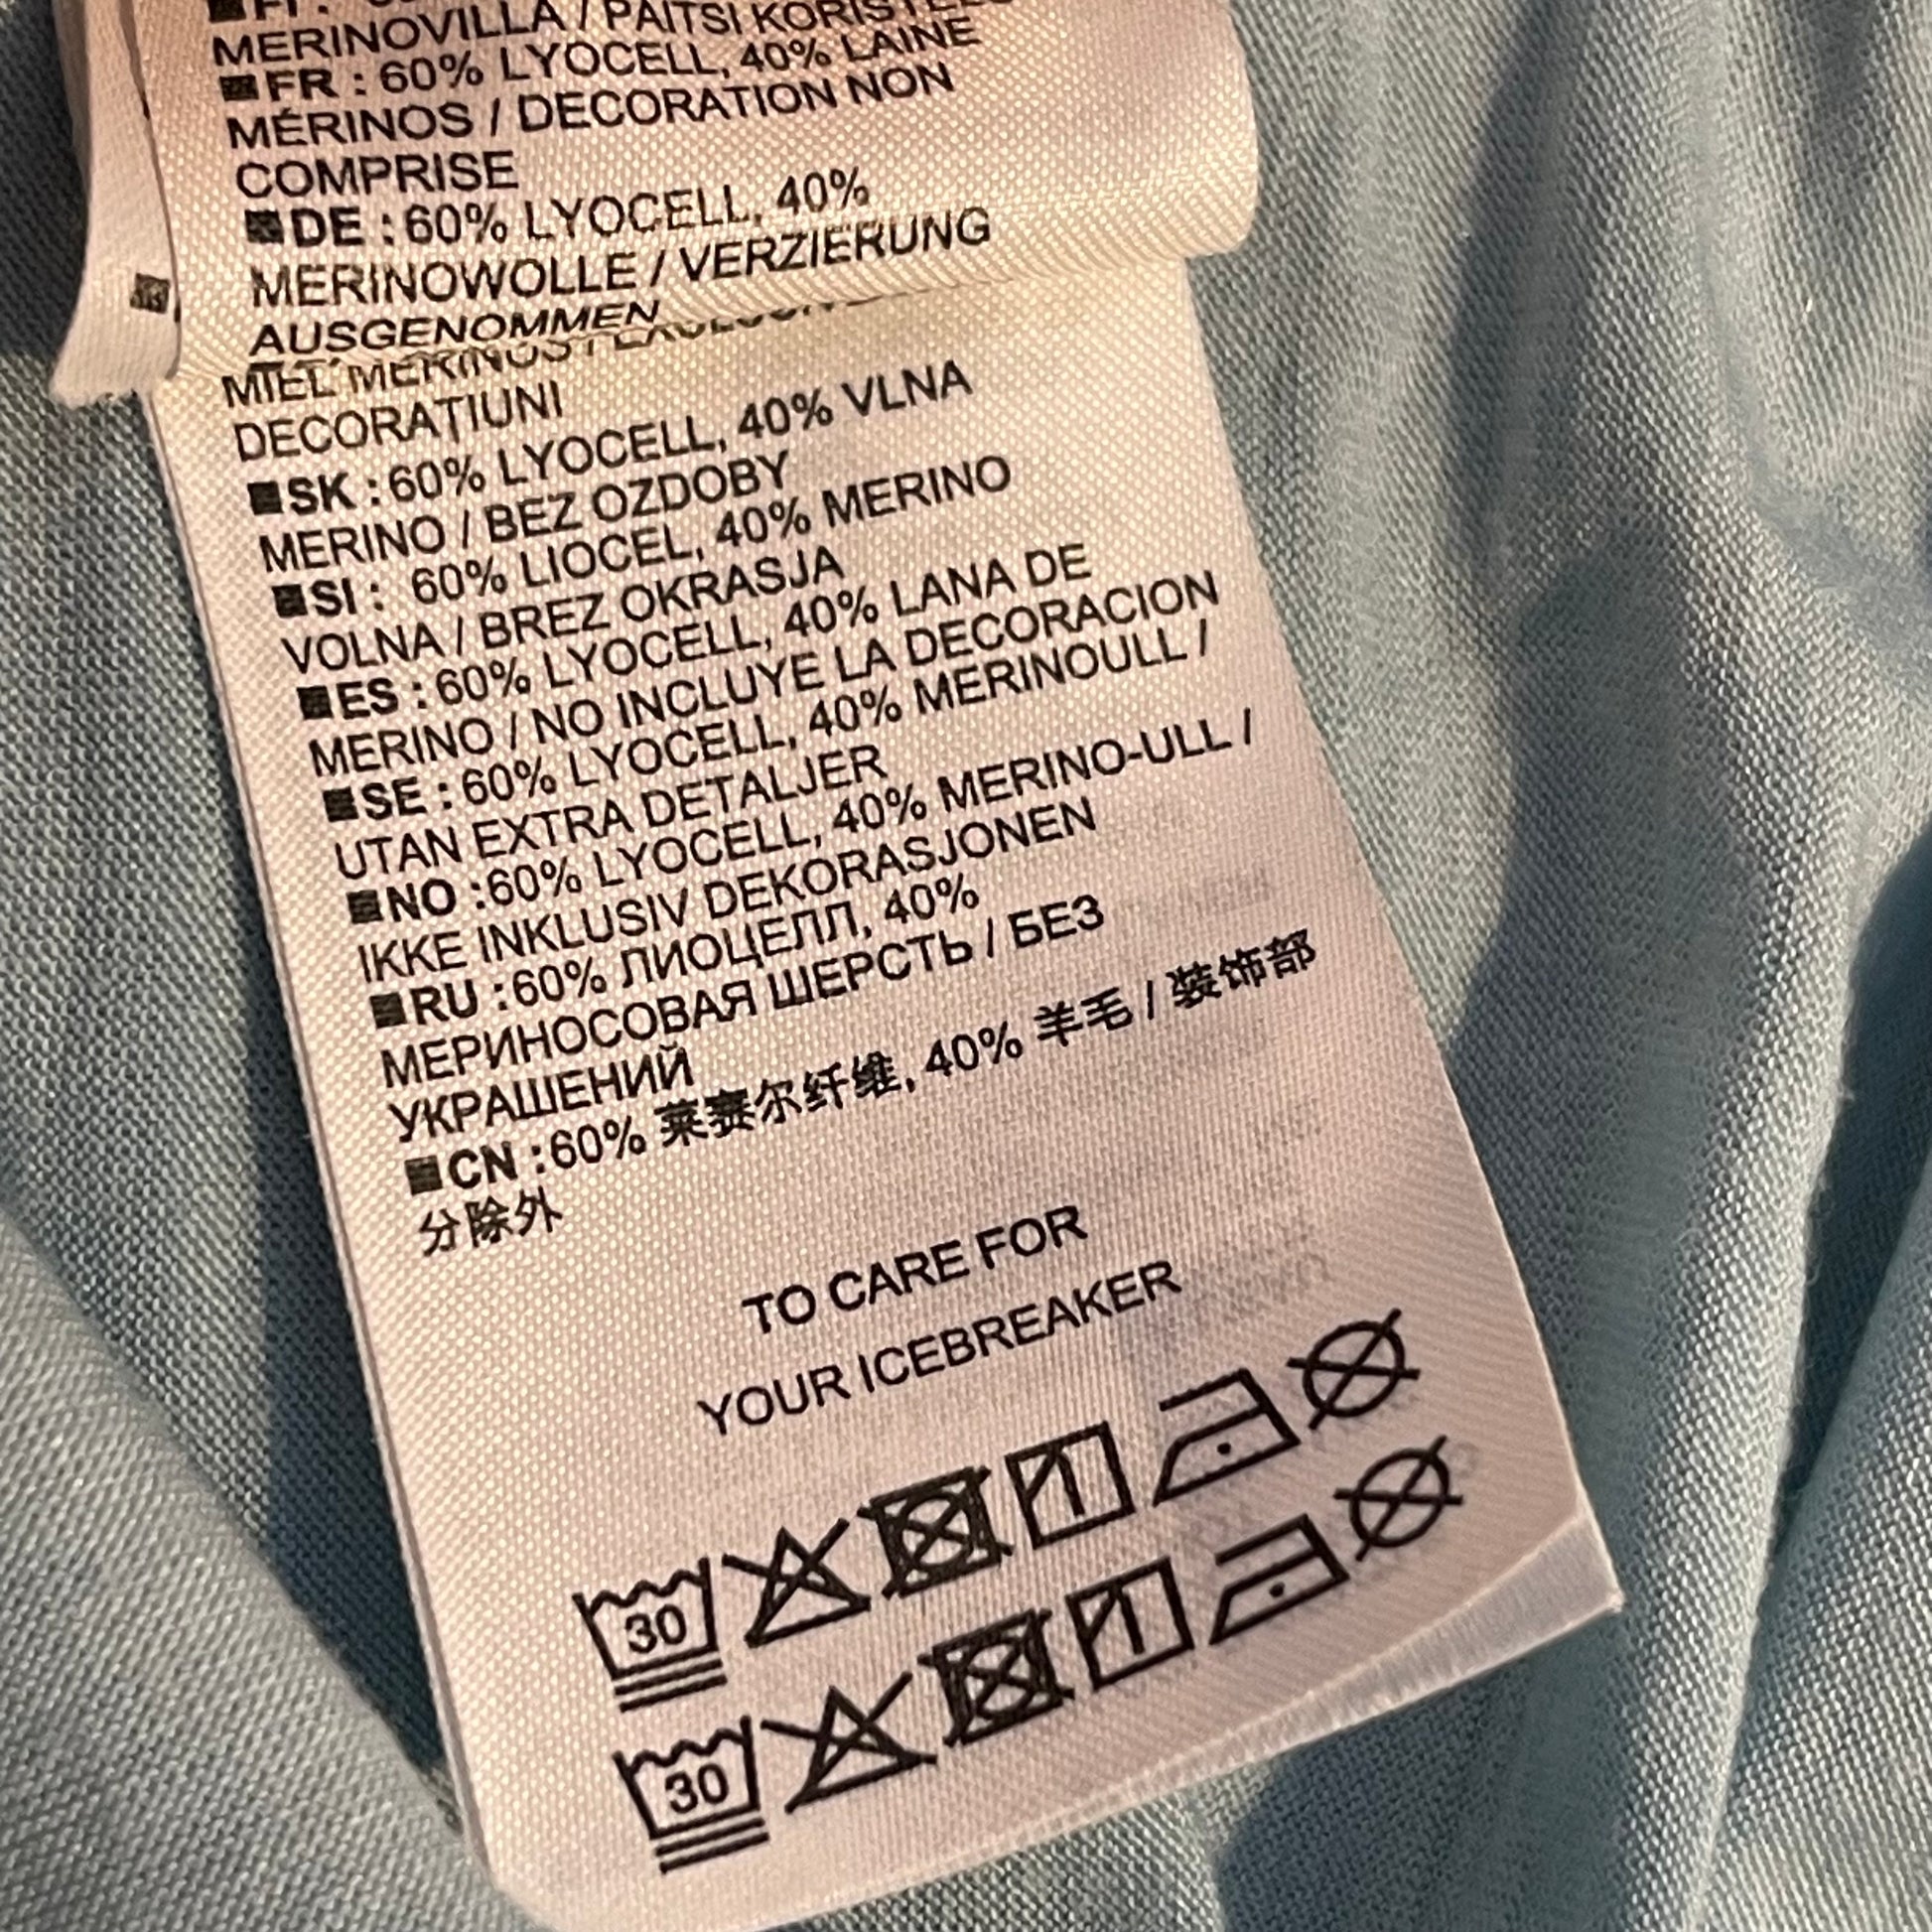 MERINOVILLA / PAITSI
■FR : 60% LYOCELL, 40% LAINE
MÉRINOS / DECORATION NON
COMPRISE
■DE : 60% LYOCELL, 40%
MERINOWOLLE / VERZIERUNG
AUSGENOMMEN
DECORAȚIUNI
■SK : 60% LYOCELL, 40% VLNA
MERINO / BEZ OZDOBY
■SI : 60% LIOCEL, 40% MERINO
VOLNA / BREZ OKRASJA
■ES : 60% LYOCELL, 40% LANA DE
MERINO / NO INCLUYE LA DECORACION
■SE : 60% LYOCELL, 40% MERINOULL /
UTAN EXTRA DETALJER
■NO :60% LYOCELL, 40% MERINO-ULL /
IKKE INKLUSIV DEKORASJONEN
■RU :60% ЛИОЦЕЛЛ, 40%
МЕРИНОСОВАЯ ШЕРСТЬ / БЕЗ
УКРАШЕНИЙ
■CN :60% 莱赛尔纤维, 40% 羊毛 / 装饰部
分除外
TO CARE FOR
YOUR ICEBREAKER
30
30